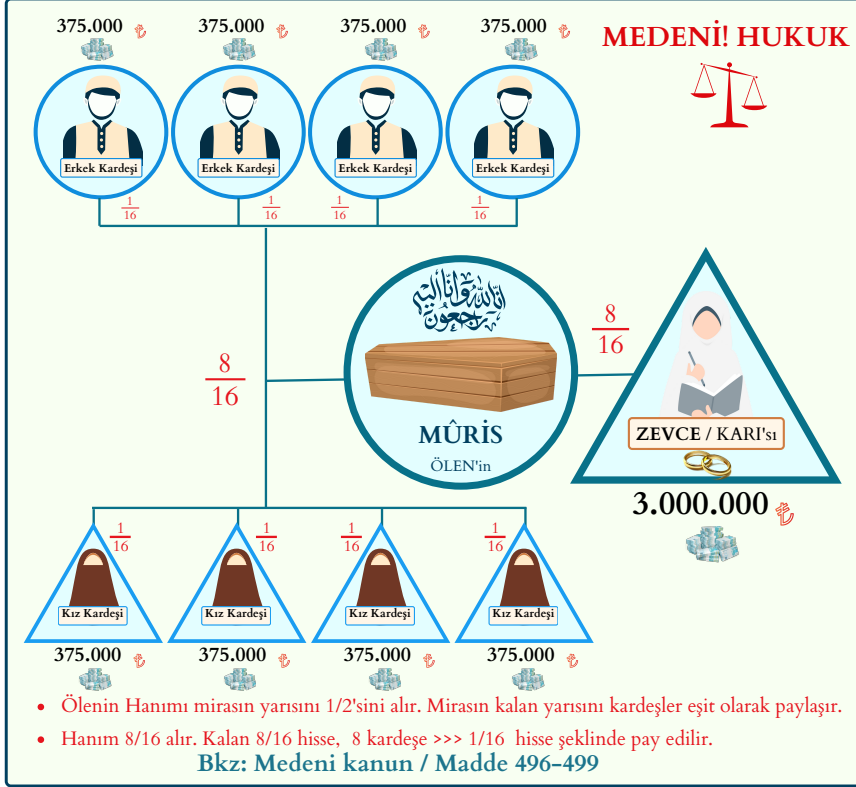 375.000 ₺ 375.000 ₺ 375.000 ₺ 375.000 ₺
MEDENİ! HUKUK
Erkek Kardeşi Erkek Kardeşi Erkek Kardeşi Erkek Kardeşi
1/16 1/16 1/16 1/16
إنا لله وإنا إليه
راجعون
8/16
8/16
MÛRİS
ÖLEN'in
ZEVCE / KARI'sı
3.000.000 ₺
1/16 1/16 1/16 1/16
Kız Kardeşi Kız Kardeşi Kız Kardeşi Kız Kardeşi
375.000 ₺ 375.000 ₺ 375.000 ₺ 375.000 ₺
• Ölenin Hanımı mirasın yarısını 1/2'sini alır. Mirasın kalan yarısını kardeşler eşit olarak paylaşır.
• Hanım 8/16 alır. Kalan 8/16 hisse, 8 kardeşe >>> 1/16 hisse şeklinde pay edilir.
Bkz: Medeni kanun / Madde 496-499